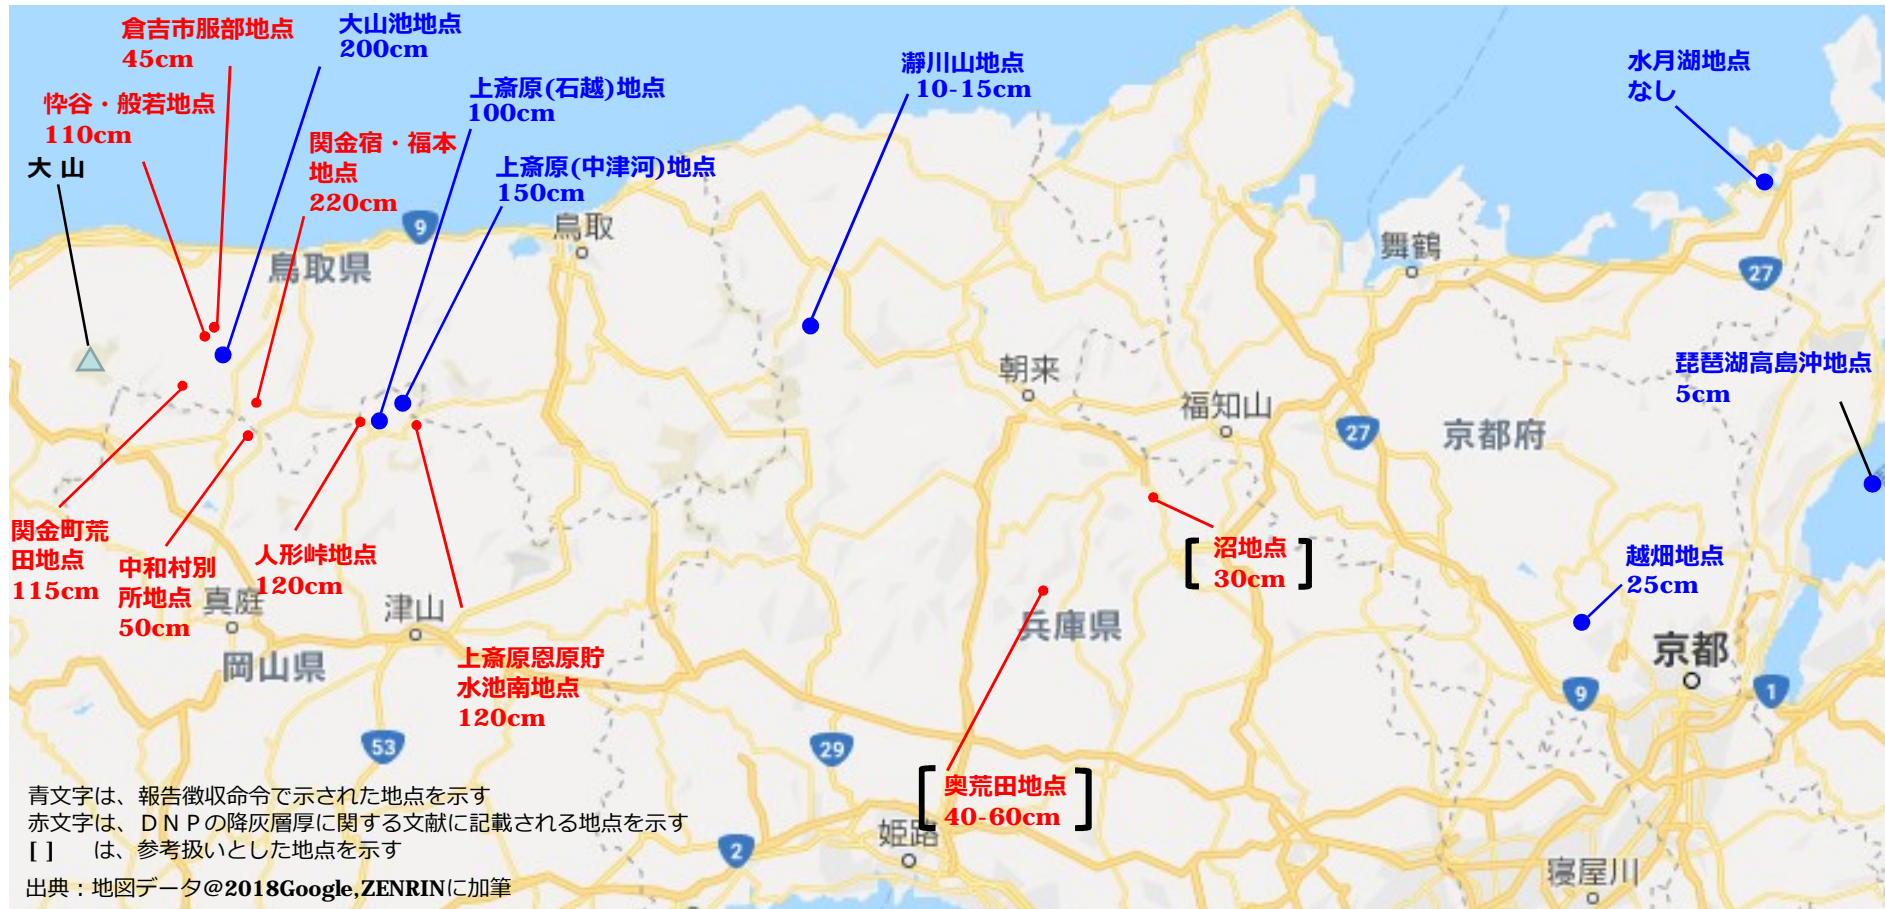 倉吉市服部地点
45cm
大山池地点
200cm
忰谷・般若地点
110cm
大 山
関金宿・福本
地点
220cm
上斎原(石越)地点
100cm
上斎原(中津河)地点
150cm
瀞川山地点
10-15cm
水月湖地点
なし
9
鳥取
鳥取県
舞鶴
27
朝来
福知山
27
京都府
琵琶湖高島沖地点
5cm
関金町荒
田地点
115cm
中和村別
所地点
50cm
人形峠地点
120cm
真庭
津山
岡山県
上斎原恩原貯
水池南地点
120cm
[沼地点
30cm]
兵庫県
越畑地点
25cm
京都
9
1
53
29
[奥荒田地点
40-60cm]
姫路
2
寝屋川
青文字は、報告徴収命令で示された地点を示す
赤文字は、ＤＮＰの降灰層厚に関する文献に記載される地点を示す
[ ] は、参考扱いとした地点を示す
出典：地図データ@2018Google,ZENRINに加筆